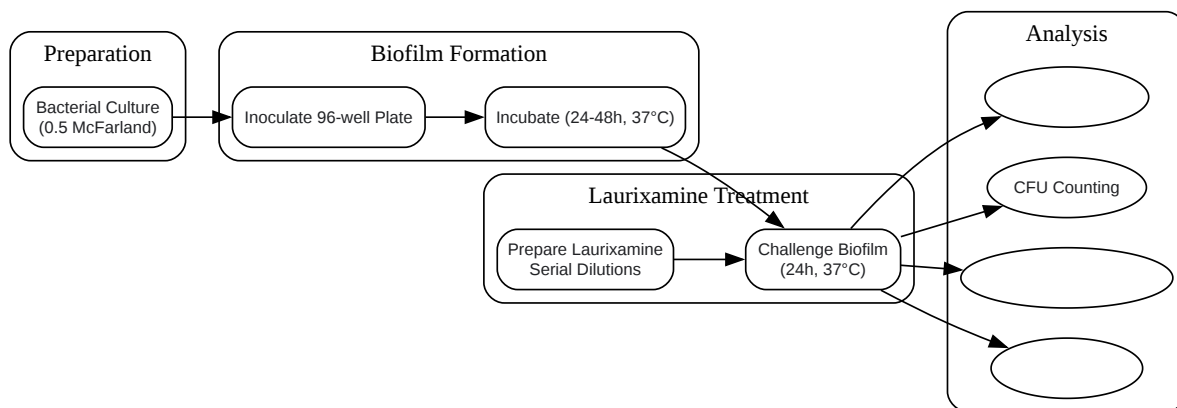 Preparation
Bacterial Culture
(0.5 McFarland)
Biofilm Formation
Inoculate 96-well Plate
Incubate (24-48h, 37°C)
Laurixamine Treatment
Prepare Laurixamine
Serial Dilutions
Challenge Biofilm
(24h, 37°C)
Analysis
CFU Counting